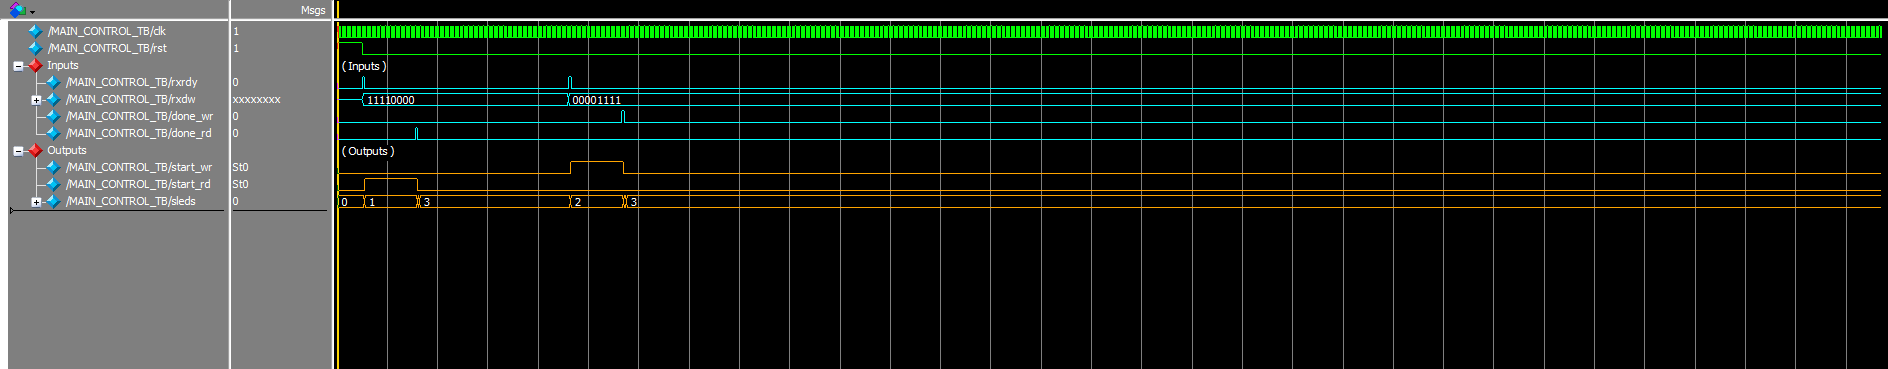 Msgs
/MAIN_CONTROL_TB/clk 1
/MAIN_CONTROL_TB/rst 1
Inputs ( Inputs )
/MAIN_CONTROL_TB/rxrdy 0
/MAIN_CONTROL_TB/rxdw xxxxxxxx 11110000 00001111
/MAIN_CONTROL_TB/done_wr 0
/MAIN_CONTROL_TB/done_rd 0
Outputs ( Outputs )
/MAIN_CONTROL_TB/start_wr St0
/MAIN_CONTROL_TB/start_rd St0
/MAIN_CONTROL_TB/sleds 0 0 1 3 2 3